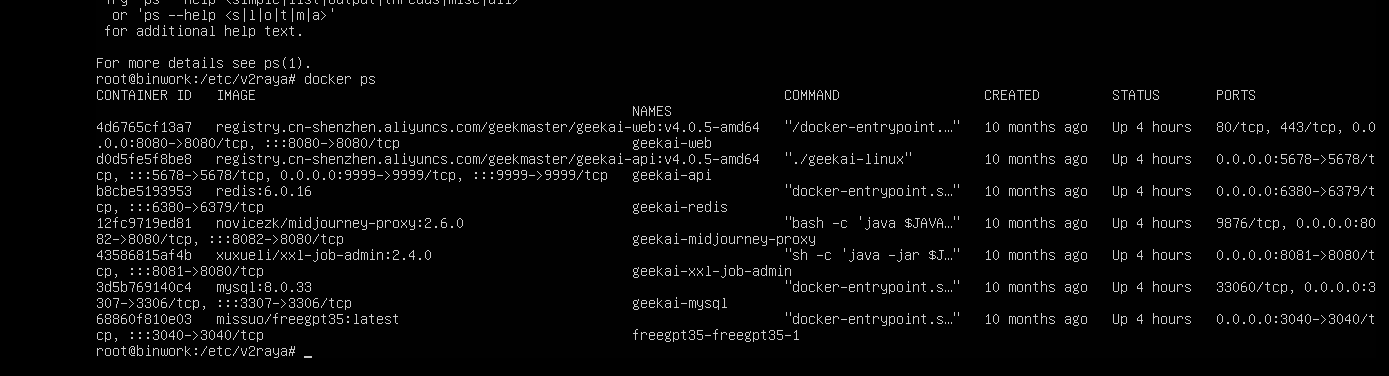 Try 'ps --help <simple|list|output|threads|misc|all>'
or 'ps --help <s|l|o|t|m|a>'
for additional help text.
For more details see ps(1).
root@binwork:/etc/v2raya# docker ps
CONTAINER ID   IMAGE                                                                  COMMAND                  CREATED         STATUS       PORTS
NAMES
4d6765cf13a7   registry.cn-shenzhen.aliyuncs.com/geekmaster/geekai-web:v4.0.5-amd64   "/docker-entrypoint.…"   10 months ago   Up 4 hours   80/tcp, 443/tcp, 0.0
.0.0:8080->8080/tcp, :::8080->8080/tcp                             geekai-web
d0d5fe5f8be8   registry.cn-shenzhen.aliyuncs.com/geekmaster/geekai-api:v4.0.5-amd64   "./geekai-linux"         10 months ago   Up 4 hours   0.0.0.0:5678->5678/t
cp, :::5678->5678/tcp, 0.0.0.0:9999->9999/tcp, :::9999->9999/tcp   geekai-api
b8cbe5193953   redis:6.0.16                                                           "docker-entrypoint.s…"   10 months ago   Up 4 hours   0.0.0.0:6380->6379/t
cp, :::6380->6379/tcp                                              geekai-redis
12fc9719ed81   novicezk/midjourney-proxy:2.6.0                                        "bash -c 'java $JAVA…"   10 months ago   Up 4 hours   9876/tcp, 0.0.0.0:80
82->8080/tcp, :::8082->8080/tcp                                    geekai-midjourney-proxy
43586815af4b   xuxueli/xxl-job-admin:2.4.0                                            "sh -c 'java -jar $J…"   10 months ago   Up 4 hours   0.0.0.0:8081->8080/t
cp, :::8081->8080/tcp                                              geekai-xxl-job-admin
3d5b769140c4   mysql:8.0.33                                                           "docker-entrypoint.s…"   10 months ago   Up 4 hours   33060/tcp, 0.0.0.0:3
307->3306/tcp, :::3307->3306/tcp                                   geekai-mysql
68860f810e03   missuo/freegpt35:latest                                                "docker-entrypoint.s…"   10 months ago   Up 4 hours   0.0.0.0:3040->3040/t
cp, :::3040->3040/tcp                                              freegpt35-freegpt35-1
root@binwork:/etc/v2raya# _